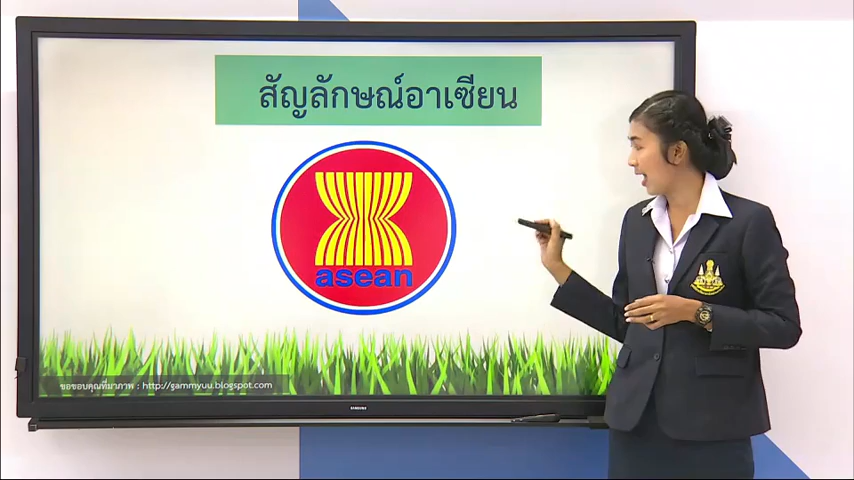 สัญลักษณ์อาเซียน
asean
ขอขอบคุณที่มาภาพ : http://gammyuu.blogspot.com
SAMSUNG